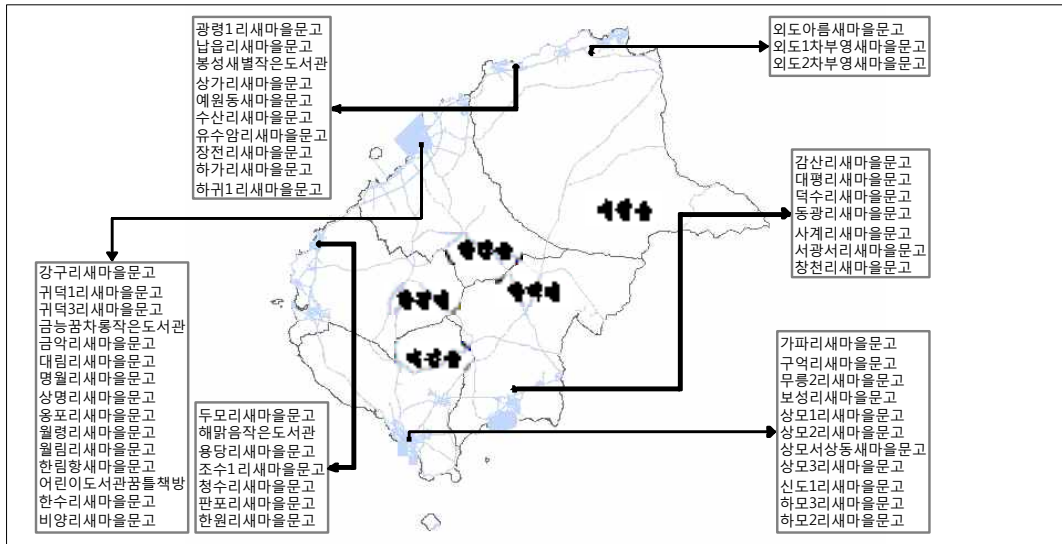 광령1리새마을문고
납읍리새마을문고
봉성새별작은도서관
상가리새마을문고
예원동새마을문고
수산리새마을문고
유수암리새마을문고
장전리새마을문고
하가리새마을문고
하귀1리새마을문고
외도아름새마을문고
외도1차부영새마을문고
외도2차부영새마을문고
감산리새마을문고
대평리새마을문고
덕수리새마을문고
동광리새마을문고
사계리새마을문고
서광서리새마을문고
창천리새마을문고
강구리새마을문고
귀덕1리새마을문고
귀덕3리새마을문고
금능꿈차롱작은도서관
금악리새마을문고
대림리새마을문고
명월리새마을문고
상명리새마을문고
옹포리새마을문고
월령리새마을문고
월림리새마을문고
한림항새마을문고
어린이도서관꿈틀책방
한수리새마을문고
비양리새마을문고
두모리새마을문고
해맑음작은도서관
용당리새마을문고
조수1리새마을문고
청수리새마을문고
판포리새마을문고
한원리새마을문고
가파리새마을문고
구억리새마을문고
무릉2리새마을문고
보성리새마을문고
상모1리새마을문고
상모2리새마을문고
상모서상동새마을문고
상모3리새마을문고
신도1리새마을문고
하모3리새마을문고
하모2리새마을문고